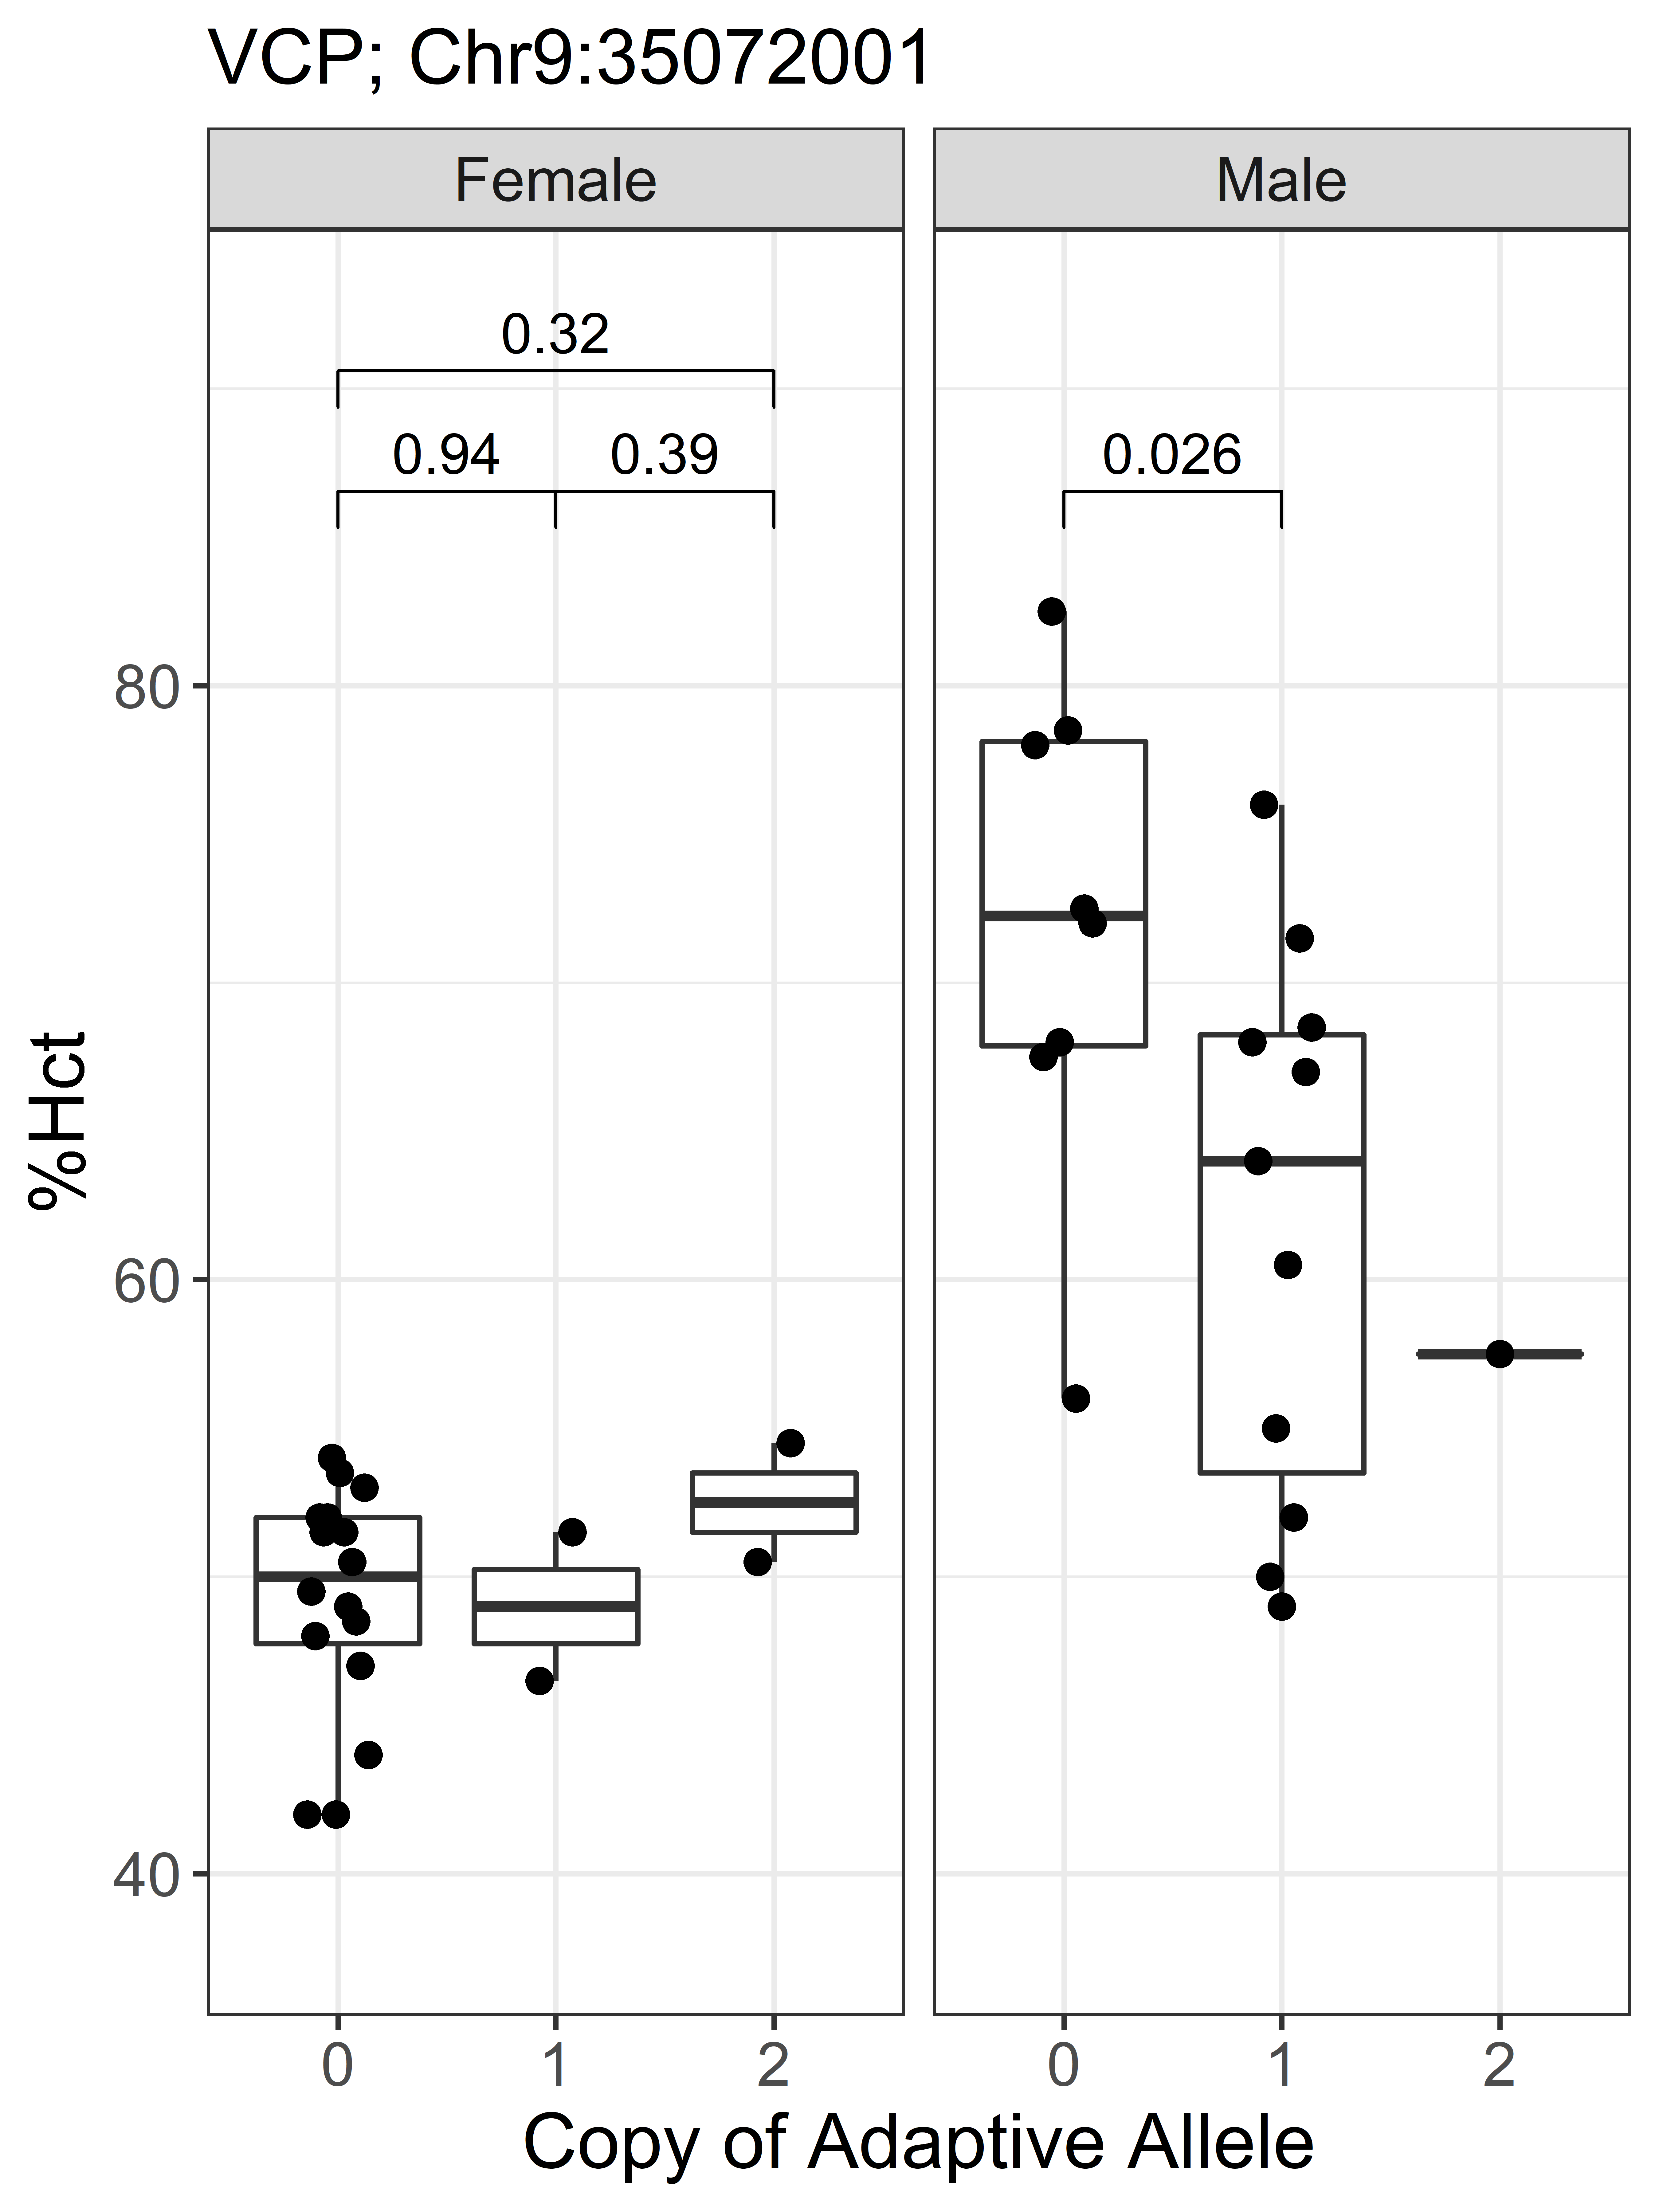 VCP; Chr9:35072001
Female
Male
0.32
0.94
0.39
0.026
80
60
40
%Hct
0
1
2
0
1
2
Copy of Adaptive Allele